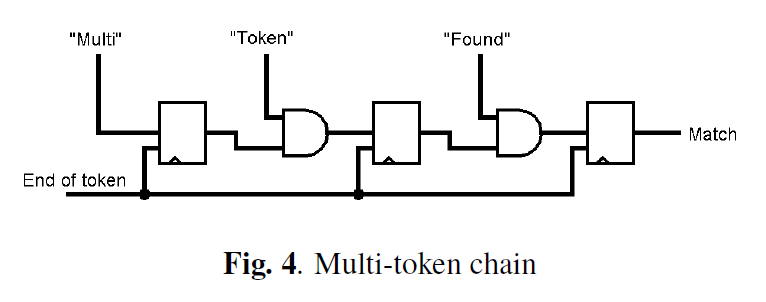 "Multi" "Token" "Found"
Match
End of token
Fig. 4. Multi-token chain